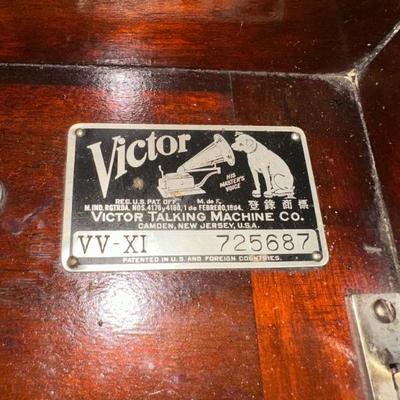 Victor
HIS
MASTER'S
VOICE
REG. U.S. PAT. OFF. M. de F.
M. IND. RGTRDA. NOS. 4176, 4180, 1 de FEBRERO, 1904. 登錄商標
VICTOR TALKING MACHINE CO.
CAMDEN, NEW JERSEY, U.S.A.
VV-XI 725687
PATENTED IN U.S. AND FOREIGN COUNTRIES.